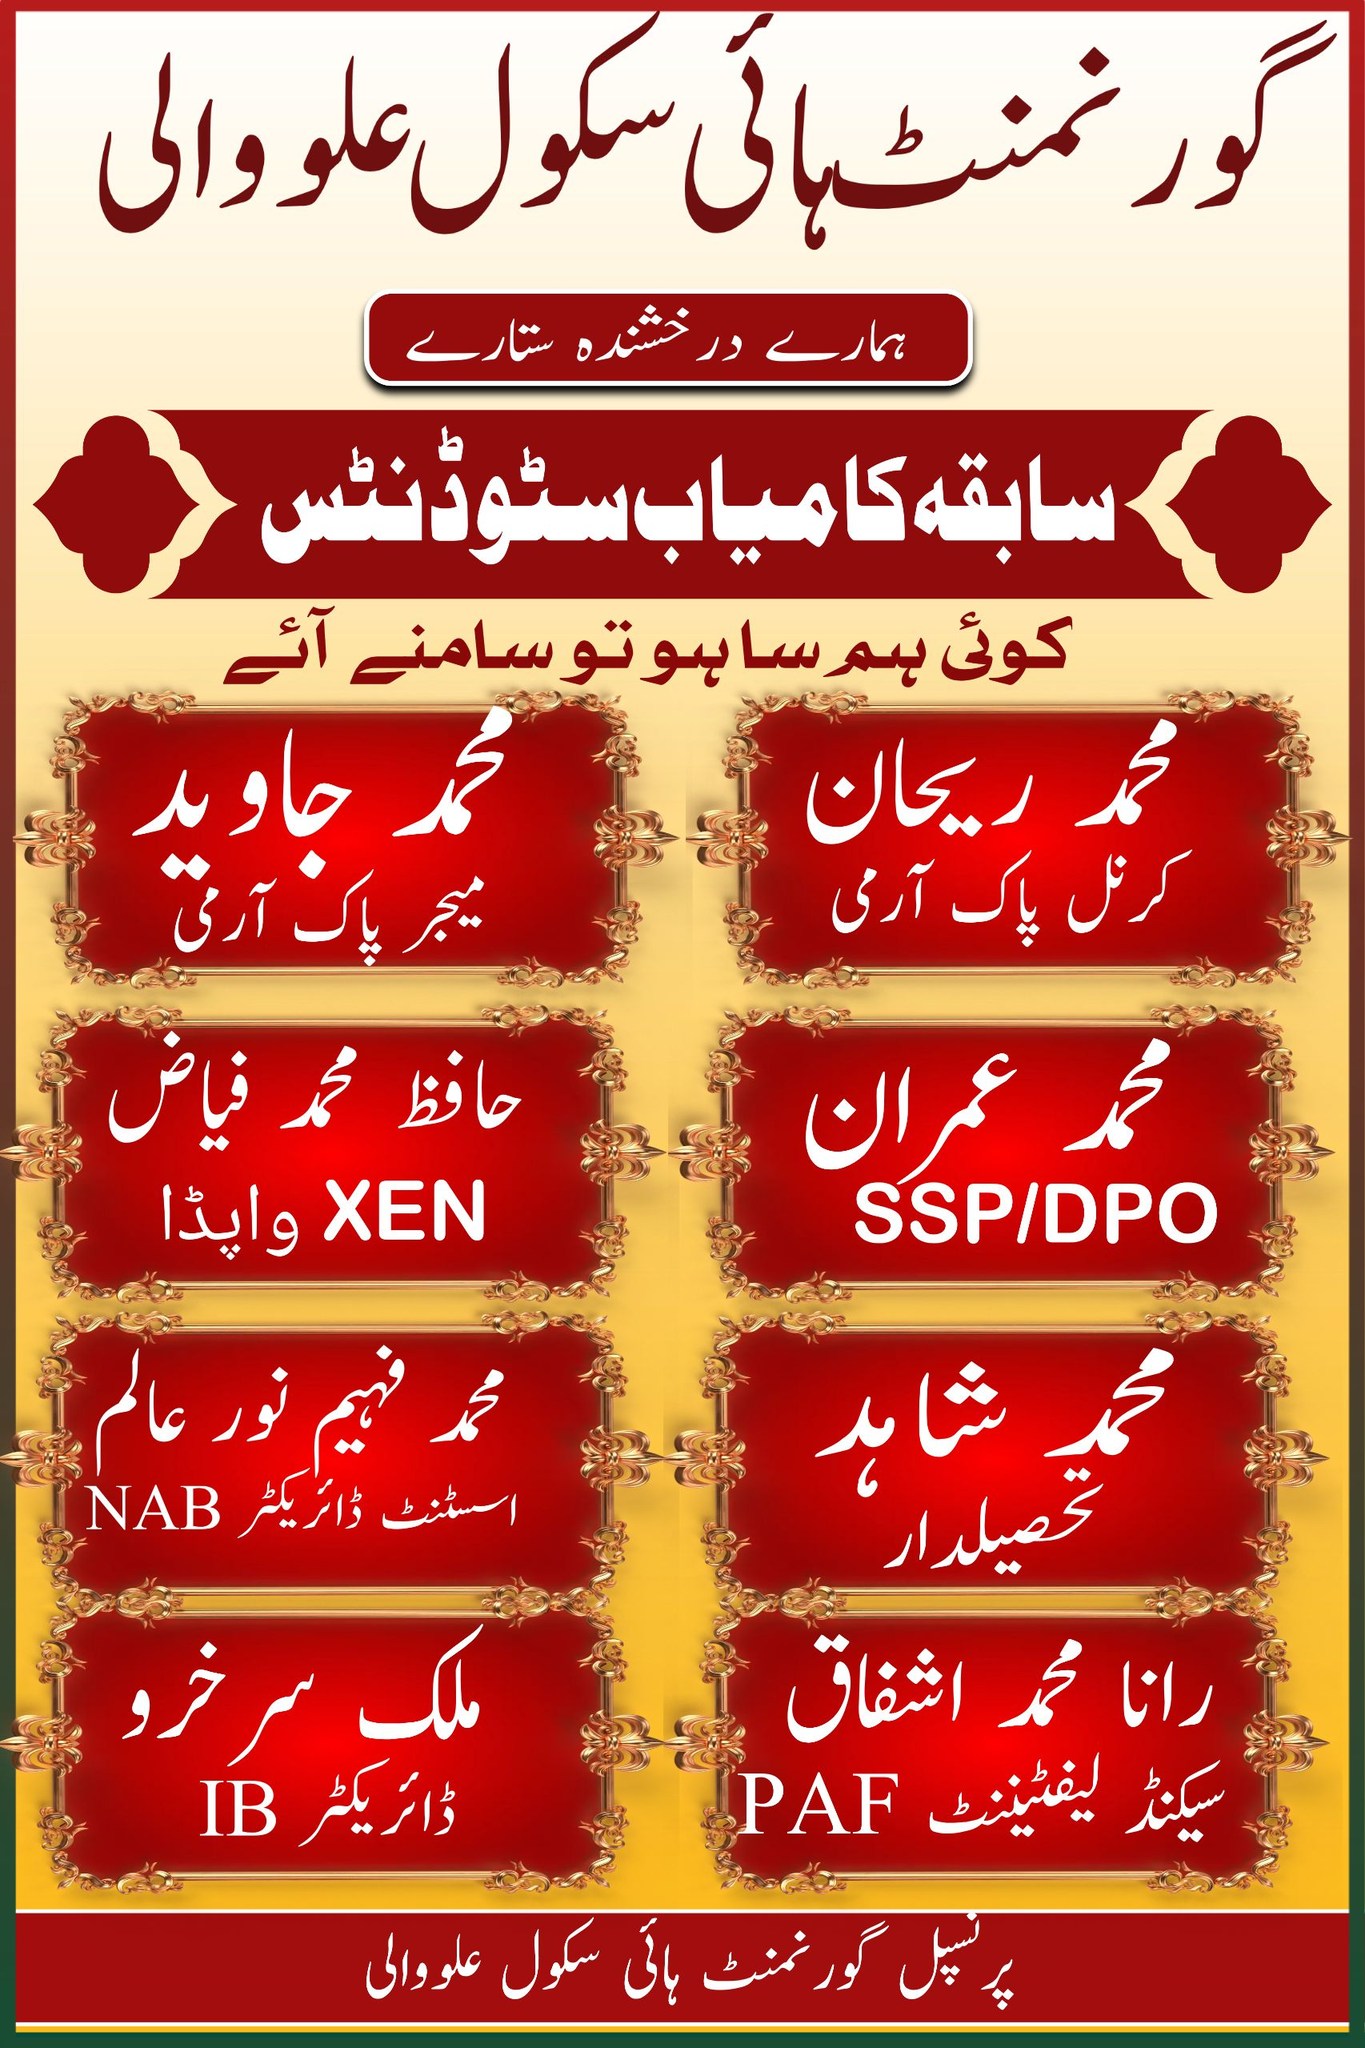 گورنمنٹ ہائی سکول علووالی
ہمارے درخشندہ ستارے
سابقہ کامیاب سٹوڈنٹس
کوئی ہم سا ہو تو سامنے آئے
محمد ریحان
کرنل پاک آرمی
محمد جاوید
میجر پاک آرمی
محمد عمران
SSP/DPO
حافظ محمد فیاض
XEN واپڈا
محمد شاہد
تحصیلدار
محمد فہیم نور عالم
اسسٹنٹ ڈائریکٹر NAB
رانا محمد اشفاق
سیکنڈ لیفٹیننٹ PAF
ملک سرخرو
ڈائریکٹر IB
پرنسپل گورنمنٹ ہائی سکول علووالی